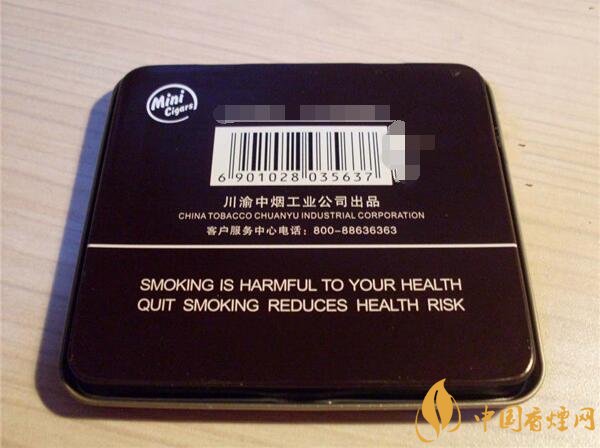 Mini
Cigars
6 901028 035637
川渝中烟工业公司出品
CHINA TOBACCO CHUANYU INDUSTRIAL CORPORATION
客户服务中心电话：800-88636363
SMOKING IS HARMFUL TO YOUR HEALTH
QUIT SMOKING REDUCES HEALTH RISK
中国香烟网